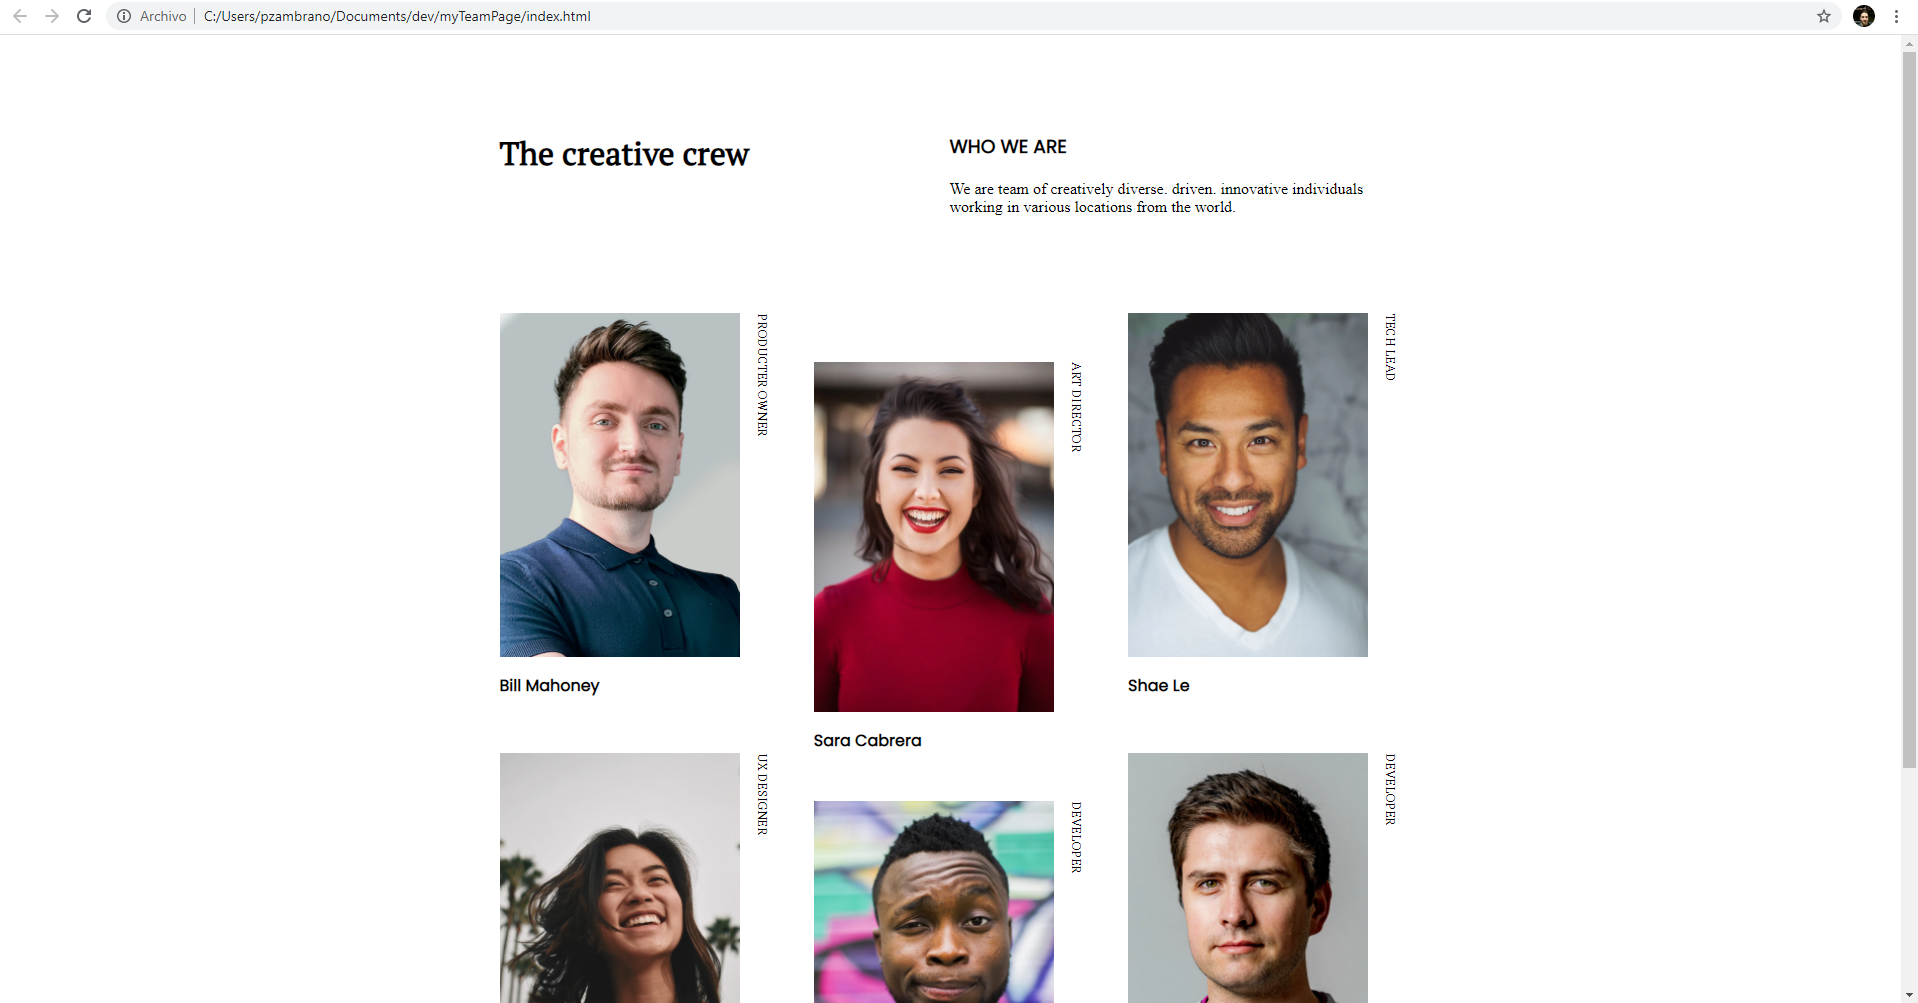 Archivo C:/Users/pzambrano/Documents/dev/myTeamPage/index.html
The creative crew
WHO WE ARE
We are team of creatively diverse. driven. innovative individuals
working in various locations from the world.
PRODUCTER OWNER
ART DIRECTOR
TECH LEAD
Bill Mahoney
Sara Cabrera
Shae Le
UX DESIGNER
DEVELOPER
DEVELOPER